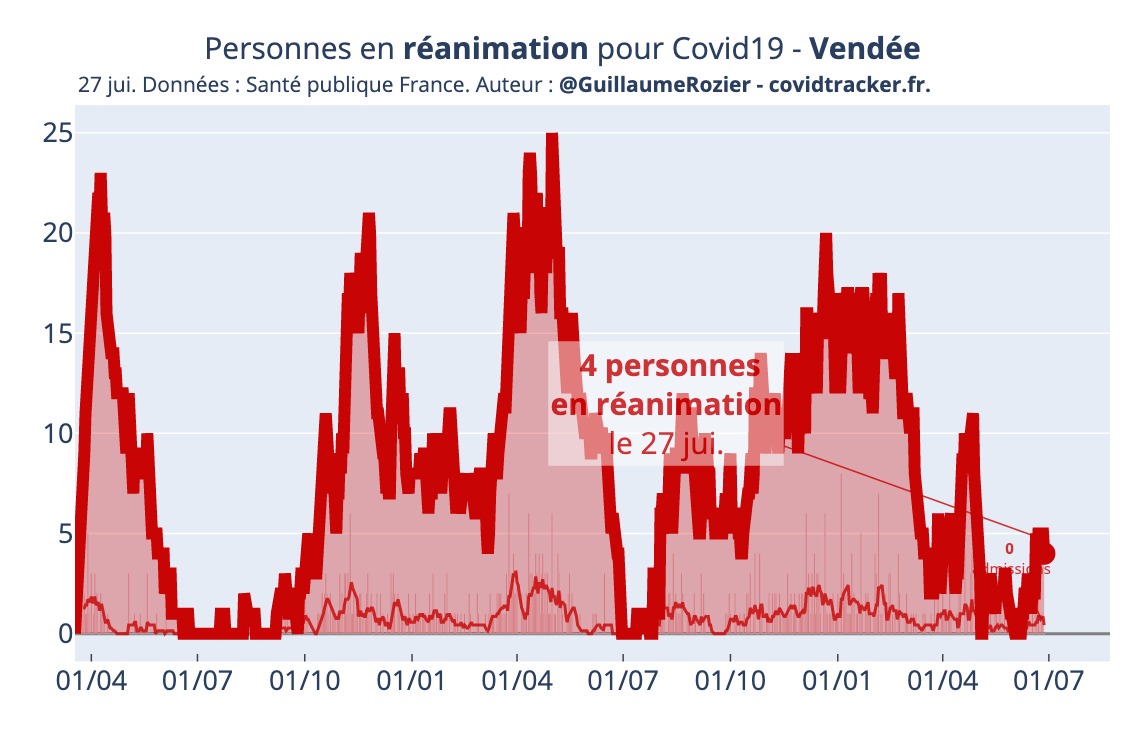 Personnes en réanimation pour Covid19 - Vendée
27 jui. Données : Santé publique France. Auteur : @GuillaumeRozier - covidtracker.fr.
25
20
15
10
5
0
4 personnes
en réanimation
le 27 jui.
0
admissions
01/04 01/07 01/10 01/01 01/04 01/07 01/10 01/01 01/04 01/07